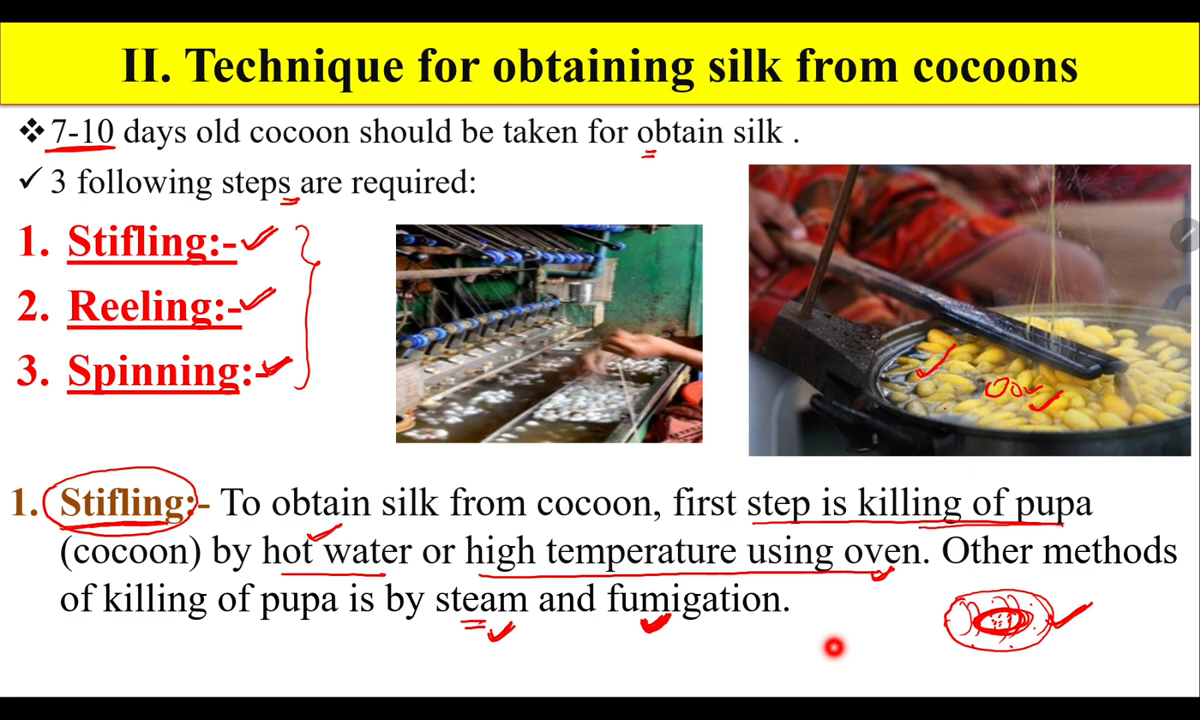 II. Technique for obtaining silk from cocoons
❖ 7-10 days old cocoon should be taken for obtain silk .
✓ 3 following steps are required:
1. Stifling:-
2. Reeling:-
3. Spinning:-
1. Stifling:- To obtain silk from cocoon, first step is killing of pupa
(cocoon) by hot water or high temperature using oven. Other methods
of killing of pupa is by steam and fumigation.